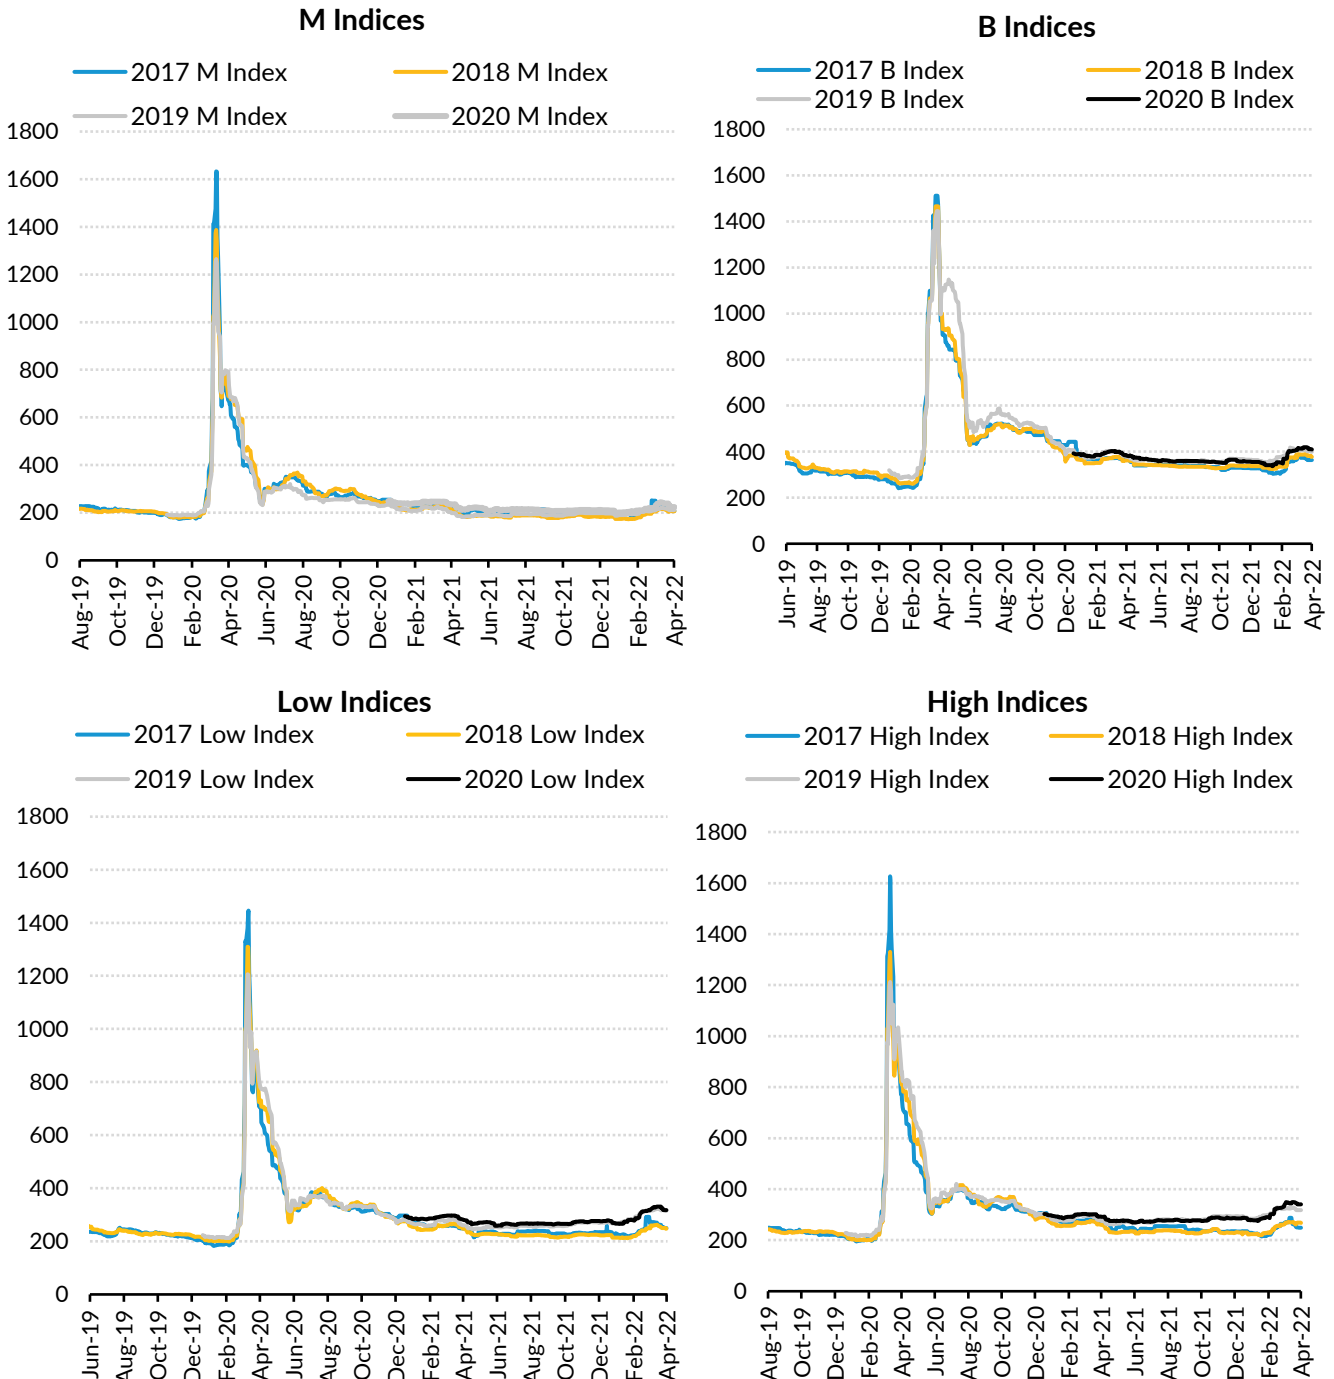 M Indices
2017 M Index
2018 M Index
2019 M Index
2020 M Index
1800
1600
1400
1200
1000
800
600
400
200
0
Aug-19
Oct-19
Dec-19
Feb-20
Apr-20
Jun-20
Aug-20
Oct-20
Dec-20
Feb-21
Apr-21
Jun-21
Aug-21
Oct-21
Dec-21
Feb-22
Apr-22
B Indices
2017 B Index
2018 B Index
2019 B Index
2020 B Index
1800
1600
1400
1200
1000
800
600
400
200
0
Jun-19
Aug-19
Oct-19
Dec-19
Feb-20
Apr-20
Jun-20
Aug-20
Oct-20
Dec-20
Feb-21
Apr-21
Jun-21
Aug-21
Oct-21
Dec-21
Feb-22
Apr-22
Low Indices
2017 Low Index
2018 Low Index
2019 Low Index
2020 Low Index
1800
1600
1400
1200
1000
800
600
400
200
0
Jun-19
Aug-19
Oct-19
Dec-19
Feb-20
Apr-20
Jun-20
Aug-20
Oct-20
Dec-20
Feb-21
Apr-21
Jun-21
Aug-21
Oct-21
Dec-21
Feb-22
Apr-22
High Indices
2017 High Index
2018 High Index
2019 High Index
2020 High Index
1800
1600
1400
1200
1000
800
600
400
200
0
Aug-19
Oct-19
Dec-19
Feb-20
Apr-20
Jun-20
Aug-20
Oct-20
Dec-20
Feb-21
Apr-21
Jun-21
Aug-21
Oct-21
Dec-21
Feb-22
Apr-22